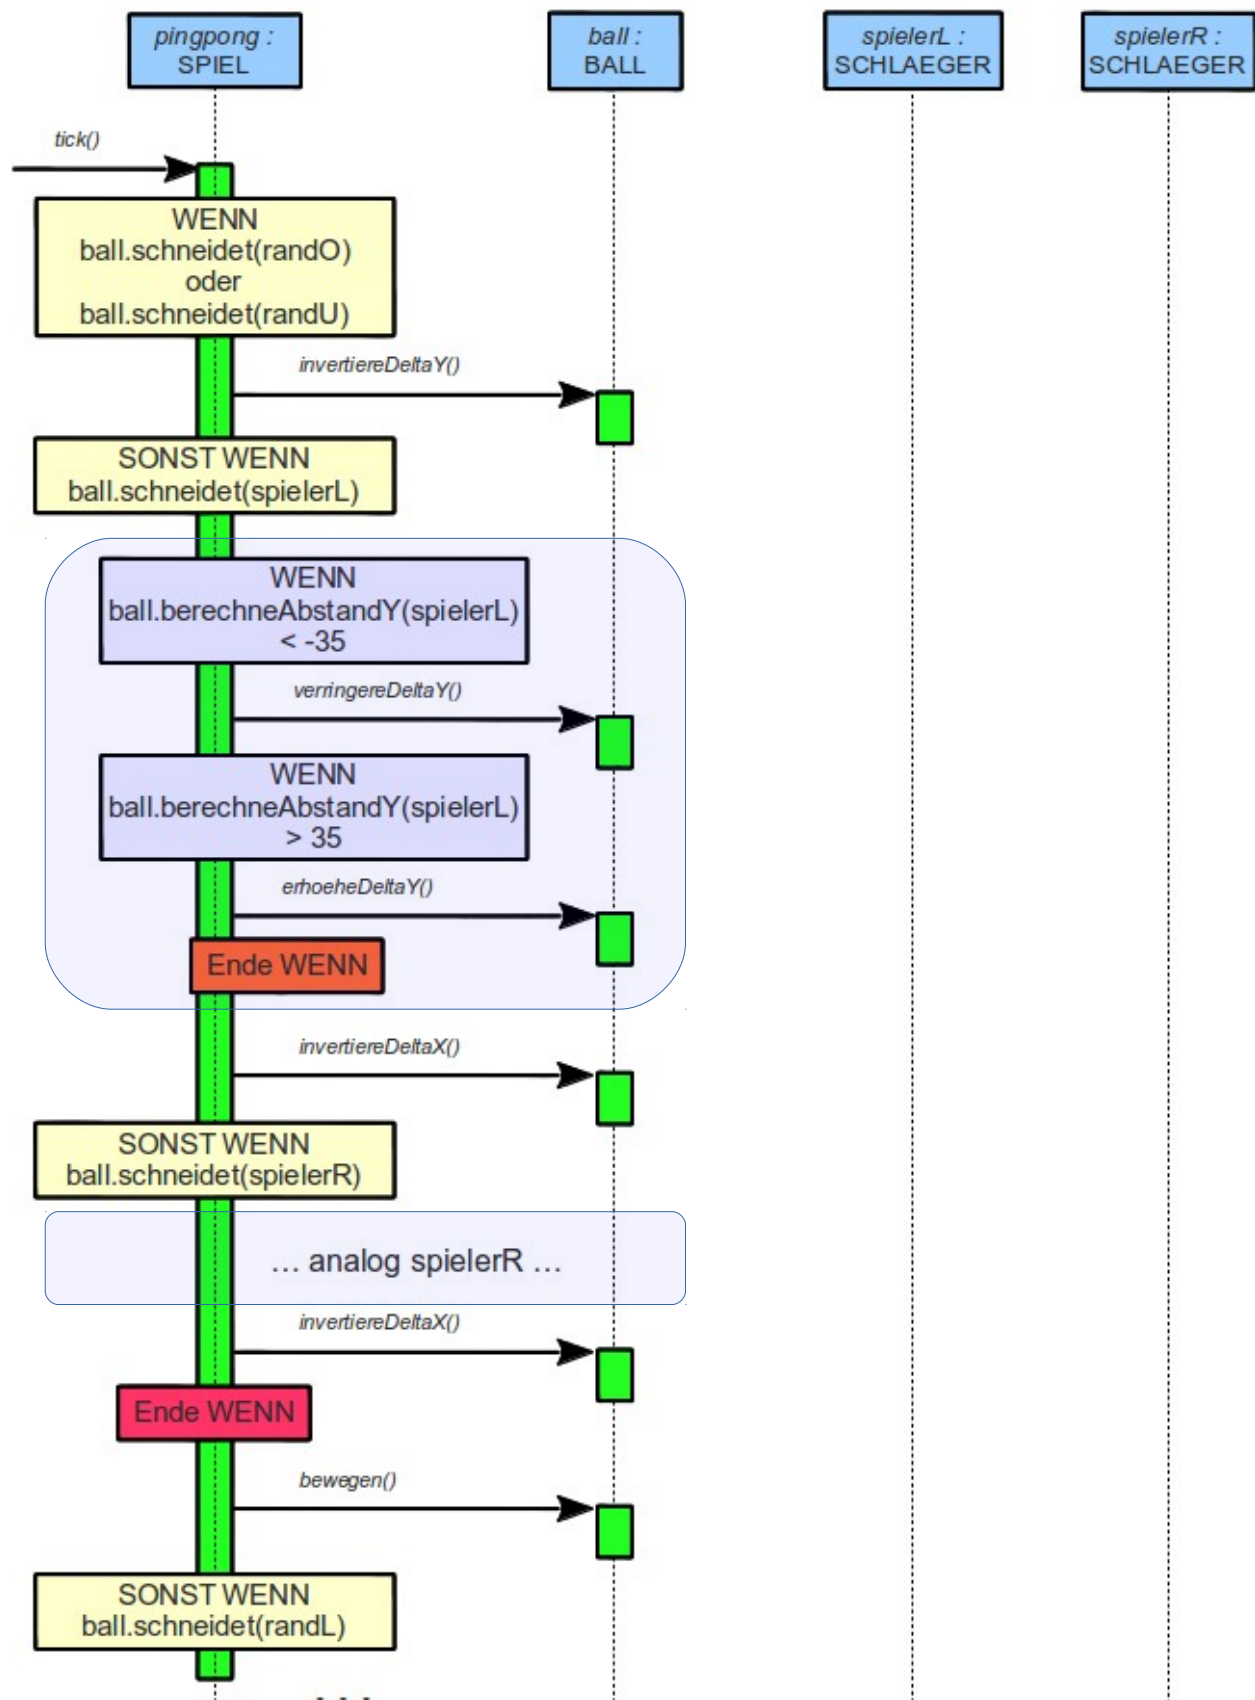 pingpong :
SPIEL
ball :
BALL
spielerL :
SCHLAEGER
spielerR :
SCHLAEGER
tick()
WENN
ball.schneidet(randO)
oder
ball.schneidet(randU)
invertiereDeltaY()
SONST WENN
ball.schneidet(spielerL)
WENN
ball.berechneAbstandY(spielerL)
< -35
verringereDeltaY()
WENN
ball.berechneAbstandY(spielerL)
> 35
erhoeheDeltaY()
Ende WENN
invertiereDeltaX()
SONST WENN
ball.schneidet(spielerR)
... analog spielerR ...
invertiereDeltaX()
Ende WENN
bewegen()
SONST WENN
ball.schneidet(randL)
...